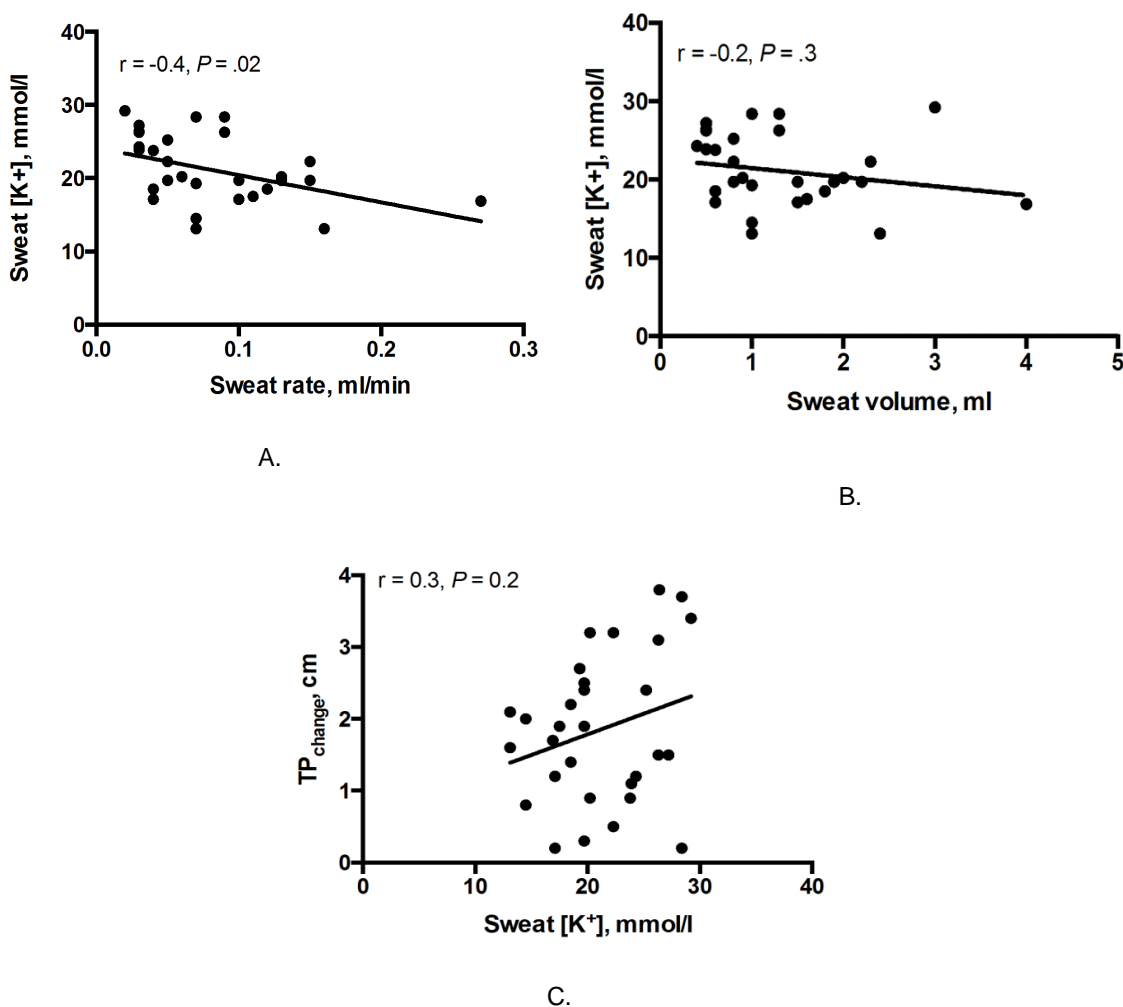 r = -0.4, P = .02
Sweat [K+], mmol/l
40
30
20
10
0
0.0 0.1 0.2 0.3
Sweat rate, ml/min
A.
r = -0.2, P = .3
Sweat [K+], mmol/l
40
30
20
10
0
0 1 2 3 4 5
Sweat volume, ml
B.
r = 0.3, P = 0.2
TPchange, cm
4
3
2
1
0
0 10 20 30 40
Sweat [K⁺], mmol/l
C.